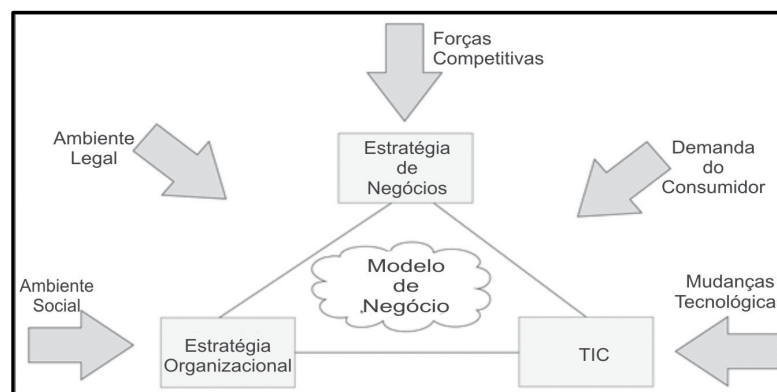 Forças
Competitivas
Ambiente
Legal
Estratégia
de
Negócios
Demanda
do
Consumidor
Modelo
de
Negócio
Ambiente
Social
Mudanças
Tecnológica
Estratégia
Organizacional
TIC